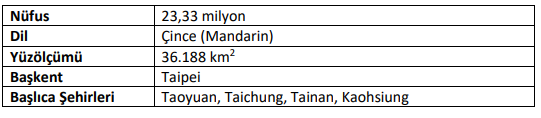 Nüfus 23,33 milyon
Dil Çince (Mandarin)
Yüzölçümü 36.188 km²
Başkent Taipei
Başlıca Şehirleri Taoyuan, Taichung, Tainan, Kaohsiung